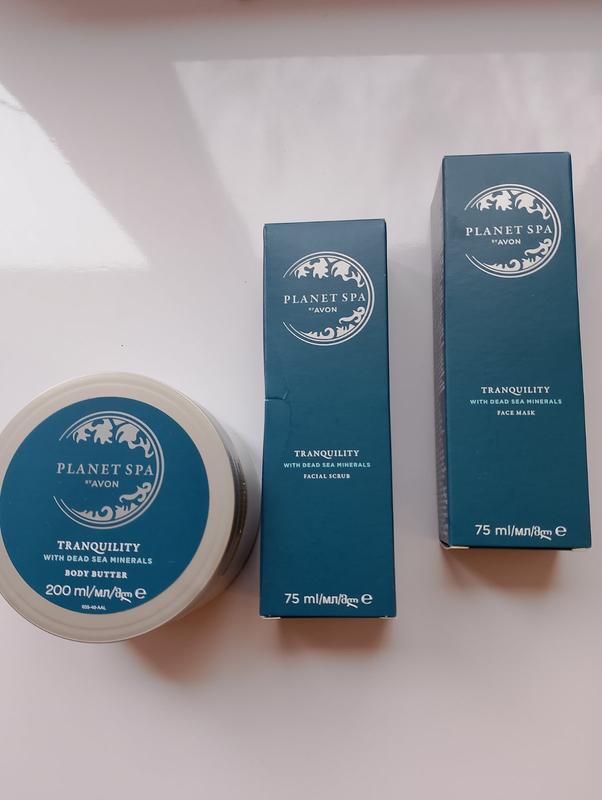 PLANET SPA
BY AVON
TRANQUILITY
WITH DEAD SEA MINERALS
BODY BUTTER
200 ml/мл/მლ e
PLANET SPA
BY AVON
TRANQUILITY
WITH DEAD SEA MINERALS
FACIAL SCRUB
75 ml/мл/მლ e
PLANET SPA
BY AVON
TRANQUILITY
WITH DEAD SEA MINERALS
FACE MASK
75 ml/мл/მლ e